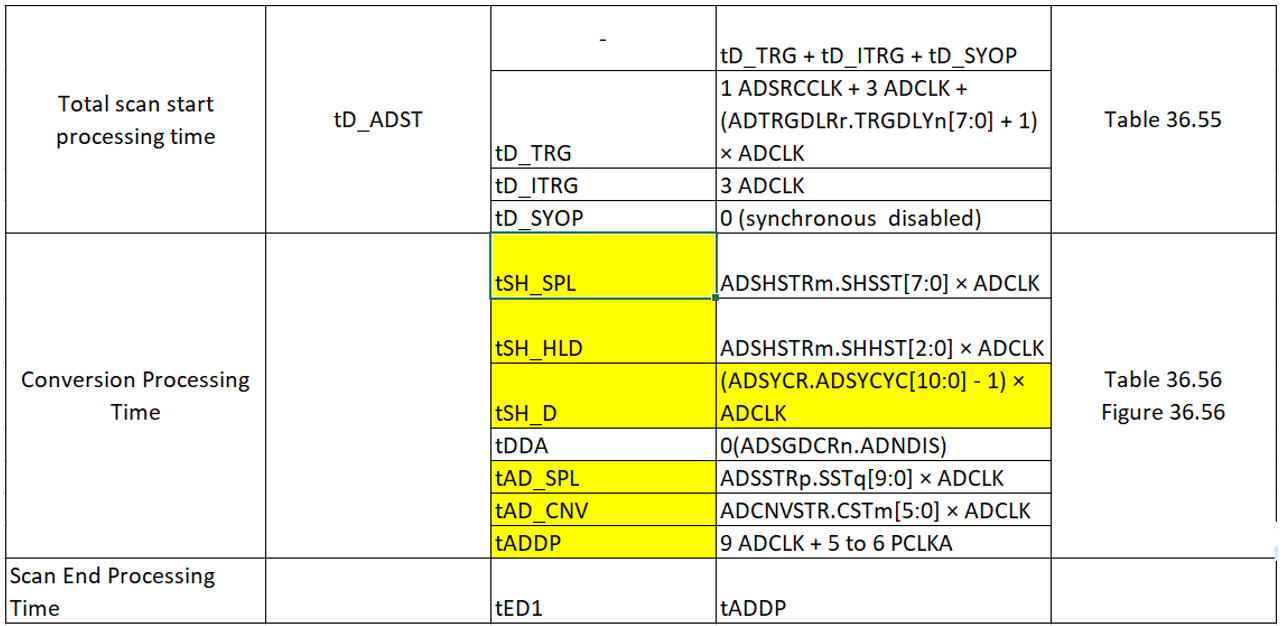 -
tD_TRG + tD_ITRG + tD_SYOP
Total scan start
processing time
tD_ADST
Table 36.55
tD_TRG
1 ADSRCCLK + 3 ADCLK +
(ADTRGDLRr.TRGDLYn[7:0] + 1)
× ADCLK
tD_ITRG
3 ADCLK
tD_SYOP
0 (synchronous  disabled)
tSH_SPL
ADSHSTRm.SHSST[7:0] × ADCLK
tSH_HLD
ADSHSTRm.SHHST[2:0] × ADCLK
Conversion Processing
Time
tSH_D
(ADSYCR.ADSYCYC[10:0] - 1) ×
ADCLK
Table 36.56
Figure 36.56
tDDA
0(ADSGDCRn.ADNDIS)
tAD_SPL
ADSSTRp.SSTq[9:0] × ADCLK
tAD_CNV
ADCNVSTR.CSTm[5:0] × ADCLK
tADDP
9 ADCLK + 5 to 6 PCLKA
Scan End Processing
Time
tED1
tADDP